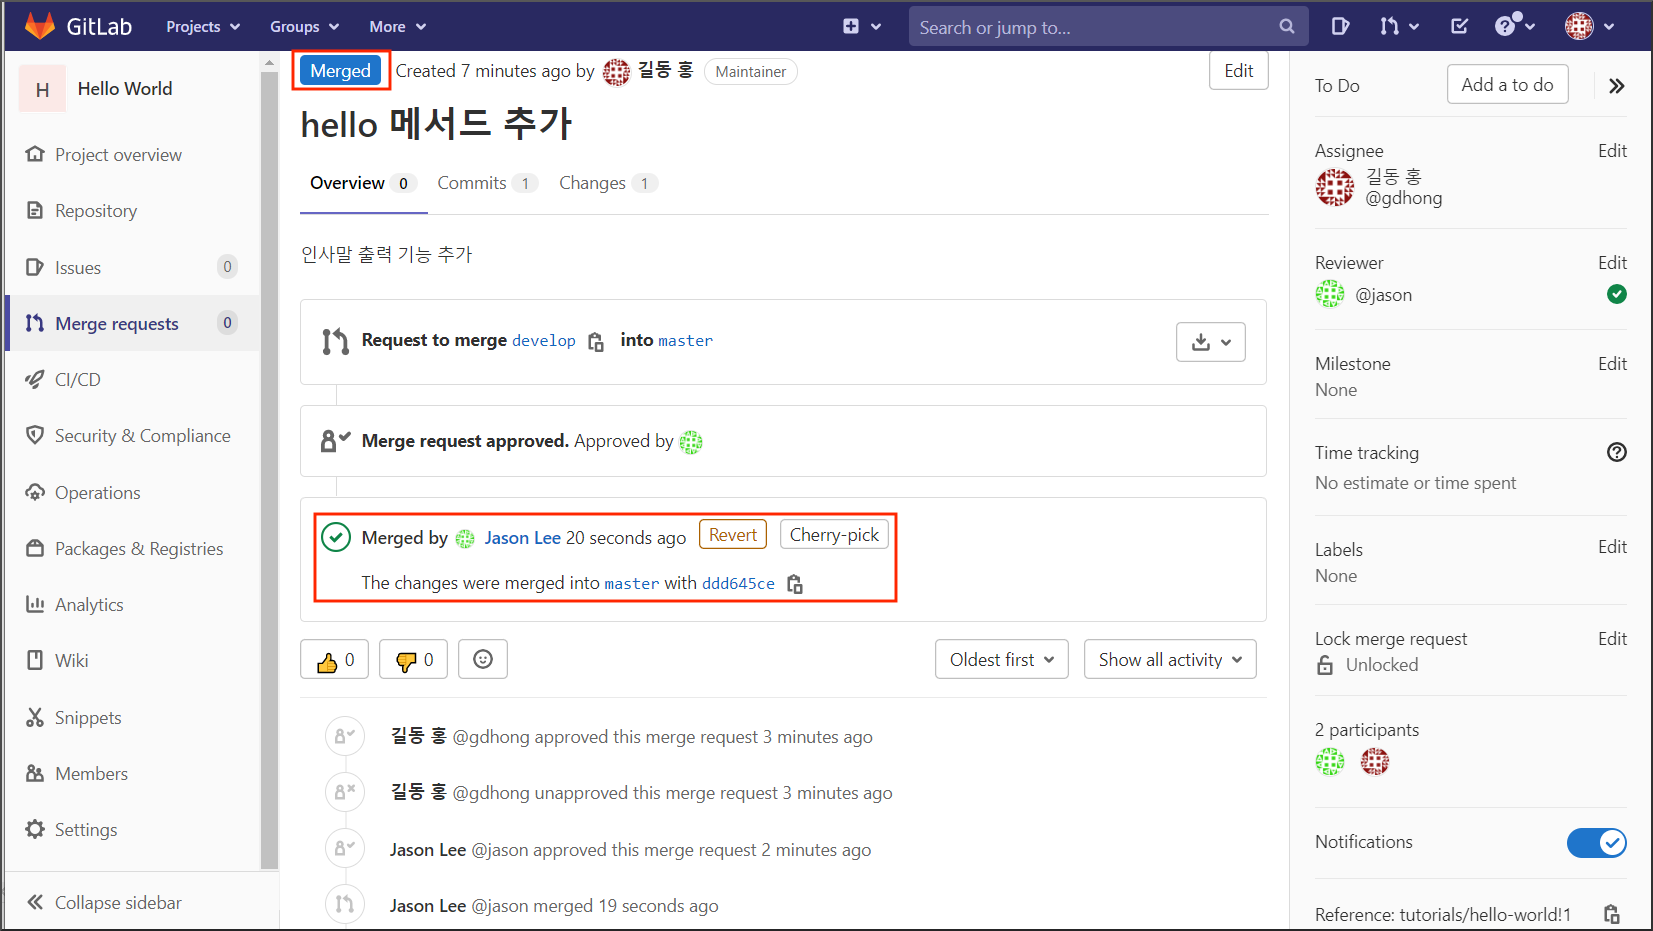 GitLab Projects Groups More Search or jump to...
H Hello World
Project overview
Repository
Issues 0
Merge requests 0
CI/CD
Security & Compliance
Operations
Packages & Registries
Analytics
Wiki
Snippets
Members
Settings
Collapse sidebar
Merged Created 7 minutes ago by 길동 홍 Maintainer Edit
hello 메서드 추가
Overview 0 Commits 1 Changes 1
인사말 출력 기능 추가
Request to merge develop into master
Merge request approved. Approved by
Merged by Jason Lee 20 seconds ago Revert Cherry-pick
The changes were merged into master with ddd645ce
0 0 Oldest first Show all activity
길동 홍 @gdhong approved this merge request 3 minutes ago
길동 홍 @gdhong unapproved this merge request 3 minutes ago
Jason Lee @jason approved this merge request 2 minutes ago
Jason Lee @jason merged 19 seconds ago
To Do Add a to do
Assignee Edit
길동 홍
@gdhong
Reviewer Edit
@jason
Milestone Edit
None
Time tracking
No estimate or time spent
Labels Edit
None
Lock merge request Edit
Unlocked
2 participants
Notifications
Reference: tutorials/hello-world!1